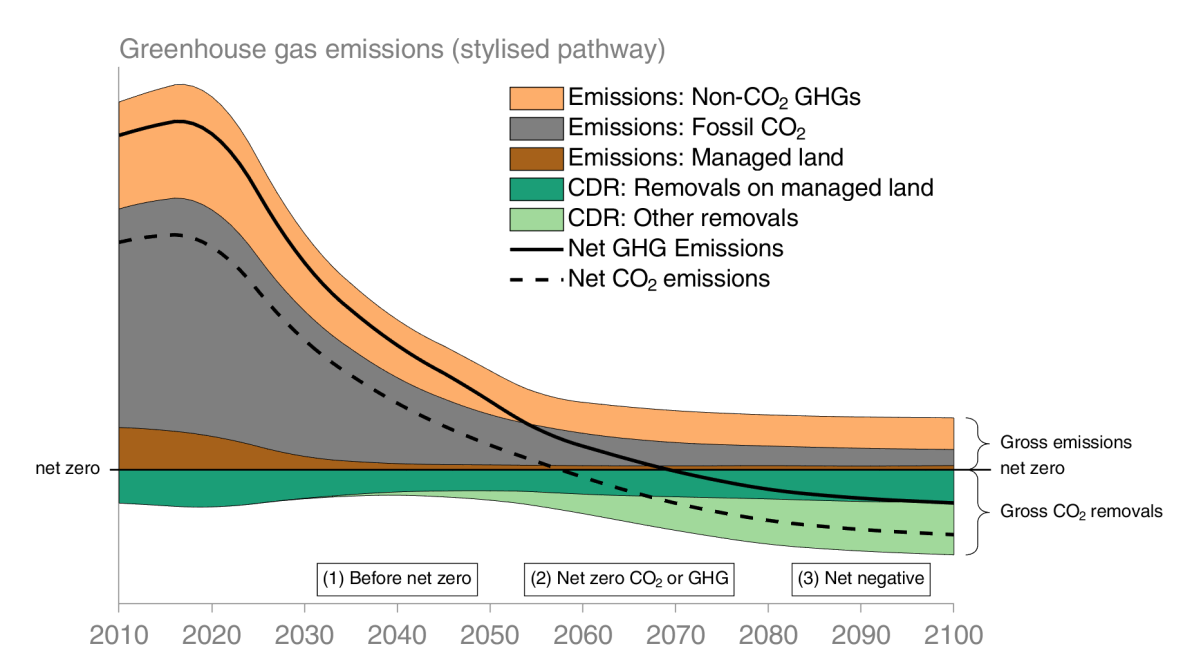 Greenhouse gas emissions (stylised pathway)
Emissions: Non-CO₂ GHGs
Emissions: Fossil CO₂
Emissions: Managed land
CDR: Removals on managed land
CDR: Other removals
Net GHG Emissions
Net CO₂ emissions
Gross emissions
net zero
net zero
Gross CO₂ removals
(1) Before net zero
(2) Net zero CO₂ or GHG
(3) Net negative
2010 2020 2030 2040 2050 2060 2070 2080 2090 2100